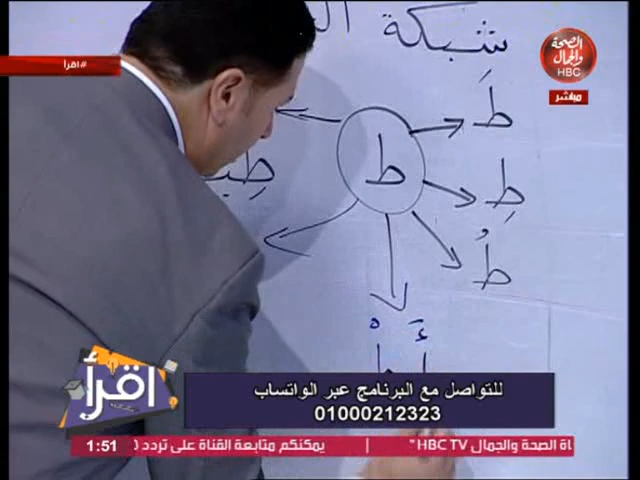 شبكة
الصحة
والجمال
HBC
مباشر
#اقرأ
طَ
ط
طِ
طُ
أَطْ
اقرأ
للتواصل مع البرنامج عبر الواتساب
01000212323
اة الصحة والجمال HBC TV" | يمكنكم متابعة القناة على تردد
1:51